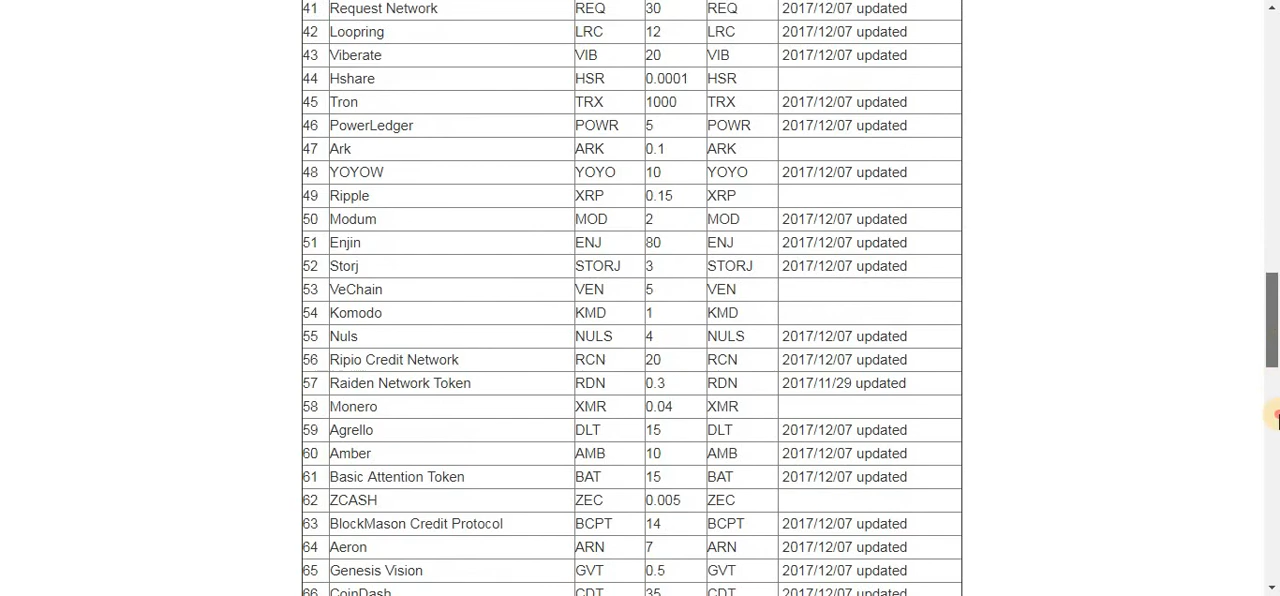 41 Request Network REQ 30 REQ 2017/12/07 updated
42 Loopring LRC 12 LRC 2017/12/07 updated
43 Viberate VIB 20 VIB 2017/12/07 updated
44 Hshare HSR 0.0001 HSR
45 Tron TRX 1000 TRX 2017/12/07 updated
46 PowerLedger POWR 5 POWR 2017/12/07 updated
47 Ark ARK 0.1 ARK
48 YOYOW YOYO 10 YOYO 2017/12/07 updated
49 Ripple XRP 0.15 XRP
50 Modum MOD 2 MOD 2017/12/07 updated
51 Enjin ENJ 80 ENJ 2017/12/07 updated
52 Storj STORJ 3 STORJ 2017/12/07 updated
53 VeChain VEN 5 VEN
54 Komodo KMD 1 KMD
55 Nuls NULS 4 NULS 2017/12/07 updated
56 Ripio Credit Network RCN 20 RCN 2017/12/07 updated
57 Raiden Network Token RDN 0.3 RDN 2017/11/29 updated
58 Monero XMR 0.04 XMR
59 Agrello DLT 15 DLT 2017/12/07 updated
60 Amber AMB 10 AMB 2017/12/07 updated
61 Basic Attention Token BAT 15 BAT 2017/12/07 updated
62 ZCASH ZEC 0.005 ZEC
63 BlockMason Credit Protocol BCPT 14 BCPT 2017/12/07 updated
64 Aeron ARN 7 ARN 2017/12/07 updated
65 Genesis Vision GVT 0.5 GVT 2017/12/07 updated
66 CoinDash CDT 35 CDT 2017/12/07 updated